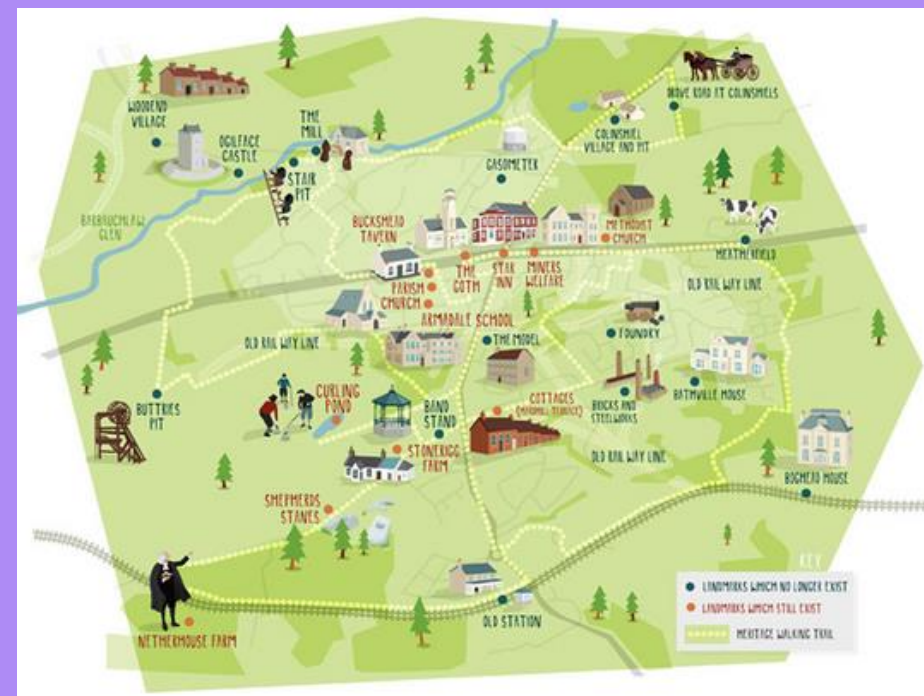 WOODEND
VILLAGE
OGILFACE
CASTLE
THE
MILL
STAIR
PIT
BARBAUCHLAW
GLEN
GASOMETER
COLINSHIEL
VILLAGE AND PIT
DROVE ROAD AT COLINSHIELS
BUCKSHEAD
TAVERN
METHODIST
CHURCH
HEATHERFIELD
PARISH
CHURCH
THE
GOTH
STAR
INN
MINERS
WELFARE
OLD RAILWAY LINE
ARMADALE SCHOOL
THE MODEL
FOUNDRY
OLD RAILWAY LINE
BUTTRIES
PIT
CURLING
POND
BAND
STAND
COTTAGES
BRICKS AND
STEELWORKS
BATHVILLE HOUSE
STONERIGG
FARM
OLD RAILWAY LINE
BOGHEAD HOUSE
SHEPHERDS
STANES
NETHERHOUSE FARM
OLD STATION
KEY
LANDMARKS WHICH NO LONGER EXIST
LANDMARKS WHICH STILL EXIST
HERITAGE WALKING TRAIL